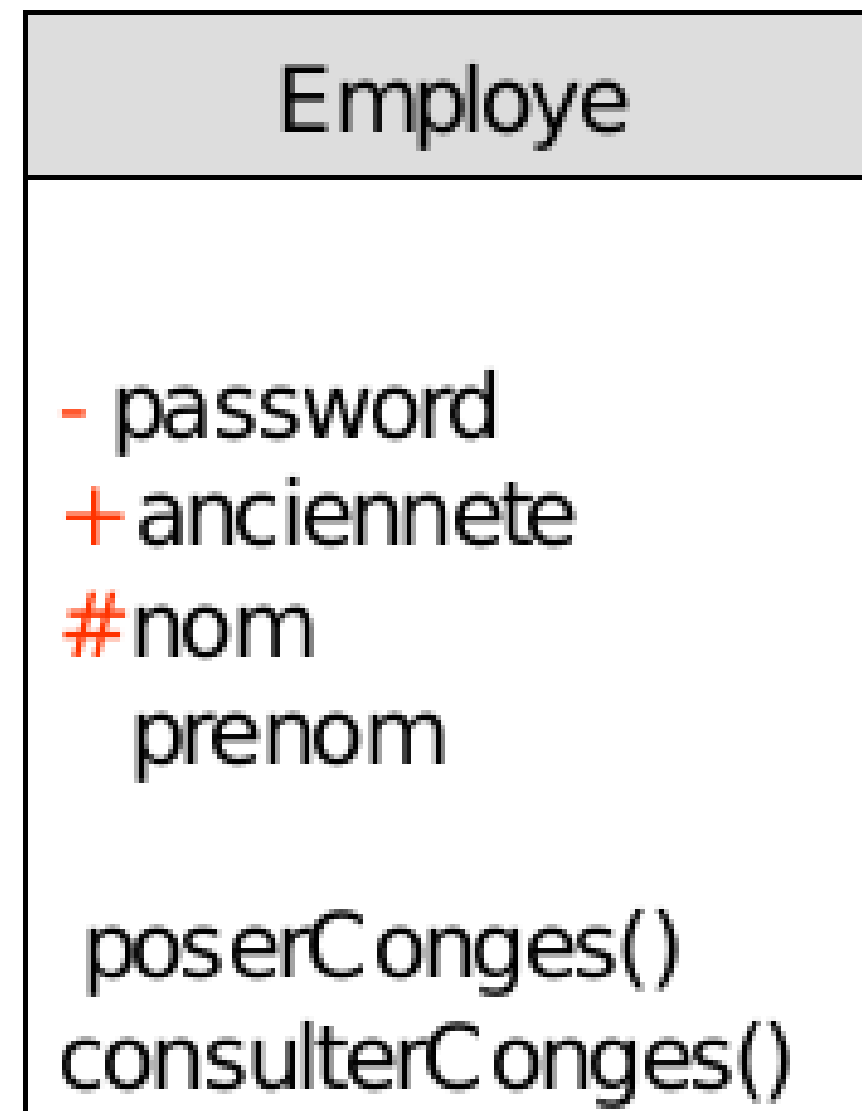 Employe
- password
+ anciennete
#nom
prenom
poserConges()
consulterConges()